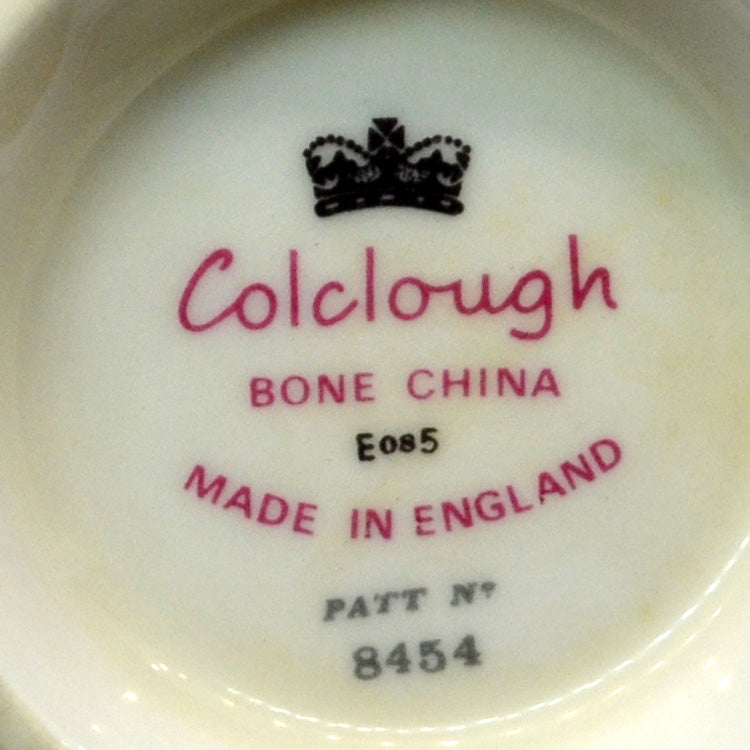 Colclough
BONE CHINA
E085
MADE IN ENGLAND
PATT Nº
8454